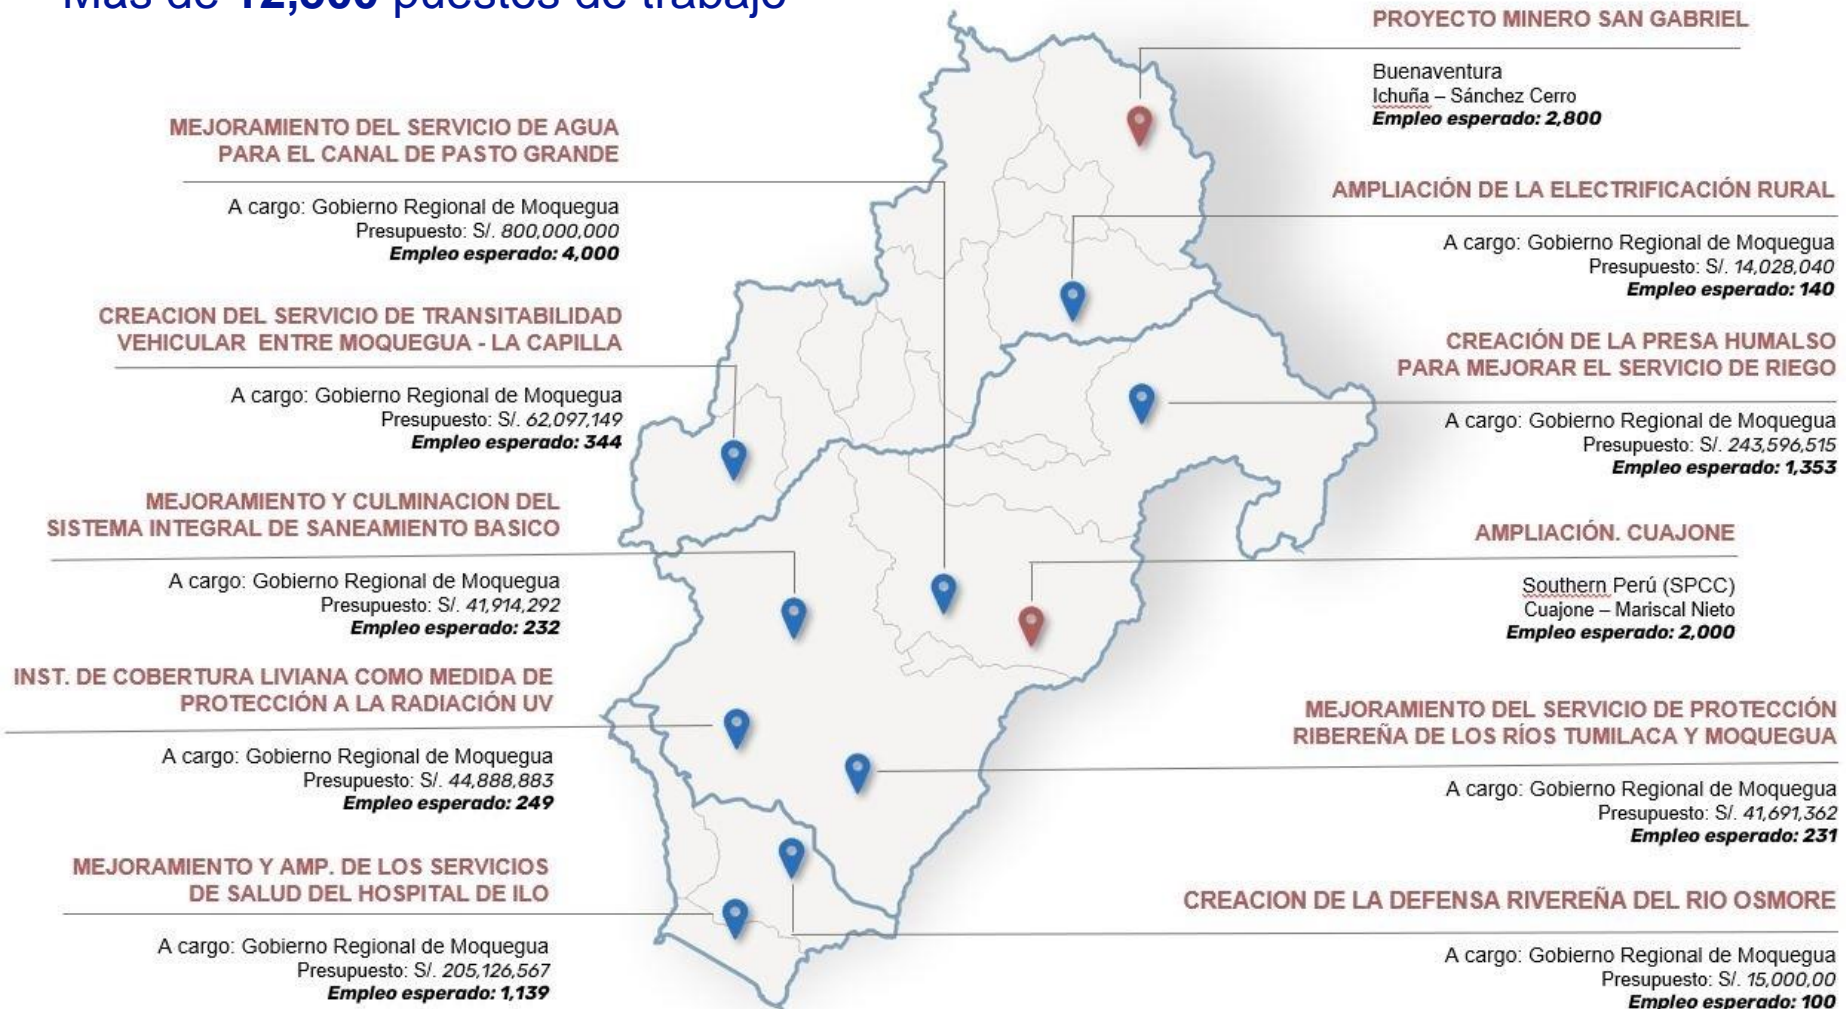 Más de 12,500 puestos de trabajo
PROYECTO MINERO SAN GABRIEL
Buenaventura
Ichuña – Sánchez Cerro
Empleo esperado: 2,800
MEJORAMIENTO DEL SERVICIO DE AGUA
PARA EL CANAL DE PASTO GRANDE
A cargo: Gobierno Regional de Moquegua
Presupuesto: S/. 800,000,000
Empleo esperado: 4,000
AMPLIACIÓN DE LA ELECTRIFICACIÓN RURAL
A cargo: Gobierno Regional de Moquegua
Presupuesto: S/. 14,028,040
Empleo esperado: 140
CREACION DEL SERVICIO DE TRANSITABILIDAD
VEHICULAR ENTRE MOQUEGUA - LA CAPILLA
A cargo: Gobierno Regional de Moquegua
Presupuesto: S/. 62,097,149
Empleo esperado: 344
CREACIÓN DE LA PRESA HUMALSO
PARA MEJORAR EL SERVICIO DE RIEGO
A cargo: Gobierno Regional de Moquegua
Presupuesto: S/. 243,596,515
Empleo esperado: 1,353
MEJORAMIENTO Y CULMINACION DEL
SISTEMA INTEGRAL DE SANEAMIENTO BASICO
A cargo: Gobierno Regional de Moquegua
Presupuesto: S/. 41,914,292
Empleo esperado: 232
AMPLIACIÓN. CUAJONE
Southern Perú (SPCC)
Cuajone – Mariscal Nieto
Empleo esperado: 2,000
INST. DE COBERTURA LIVIANA COMO MEDIDA DE
PROTECCIÓN A LA RADIACIÓN UV
A cargo: Gobierno Regional de Moquegua
Presupuesto: S/. 44,888,883
Empleo esperado: 249
MEJORAMIENTO DEL SERVICIO DE PROTECCIÓN
RIBEREÑA DE LOS RÍOS TUMILACA Y MOQUEGUA
A cargo: Gobierno Regional de Moquegua
Presupuesto: S/. 41,691,362
Empleo esperado: 231
MEJORAMIENTO Y AMP. DE LOS SERVICIOS
DE SALUD DEL HOSPITAL DE ILO
A cargo: Gobierno Regional de Moquegua
Presupuesto: S/. 205,126,567
Empleo esperado: 1,139
CREACION DE LA DEFENSA RIVEREÑA DEL RIO OSMORE
A cargo: Gobierno Regional de Moquegua
Presupuesto: S/. 15,000,00
Empleo esperado: 100